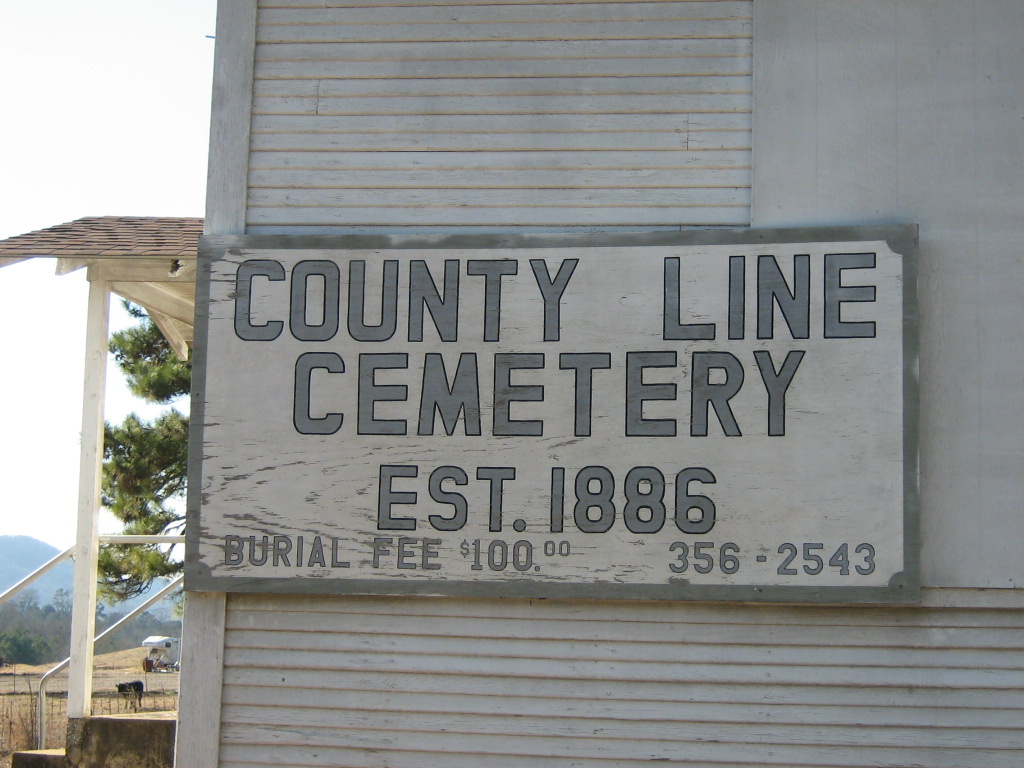 COUNTY LINE
CEMETERY
EST. 1886
BURIAL FEE $100.00 356-2543